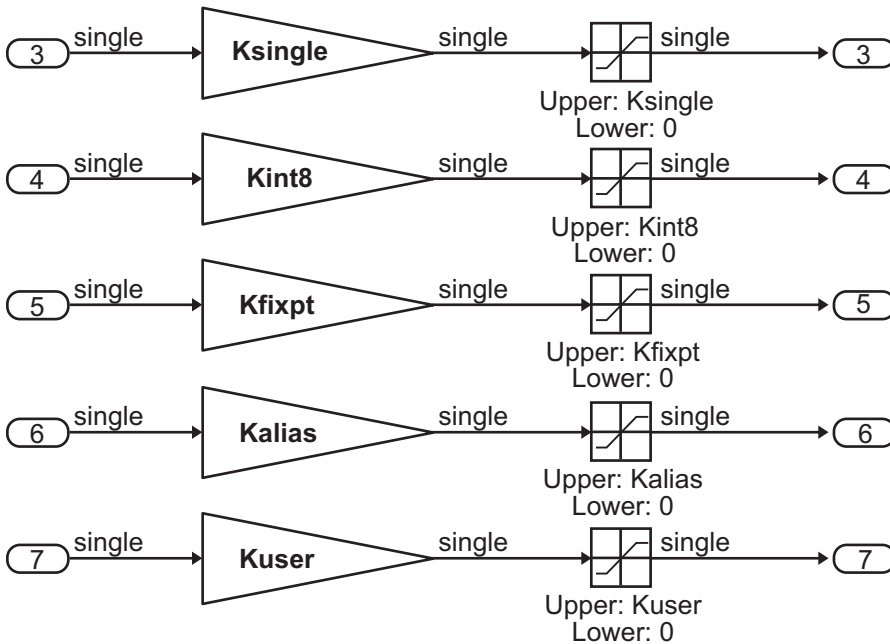 3 single Ksingle single single 3
Upper: Ksingle
Lower: 0
4 single Kint8 single single 4
Upper: Kint8
Lower: 0
5 single Kfixpt single single 5
Upper: Kfixpt
Lower: 0
6 single Kalias single single 6
Upper: Kalias
Lower: 0
7 single Kuser single single 7
Upper: Kuser
Lower: 0